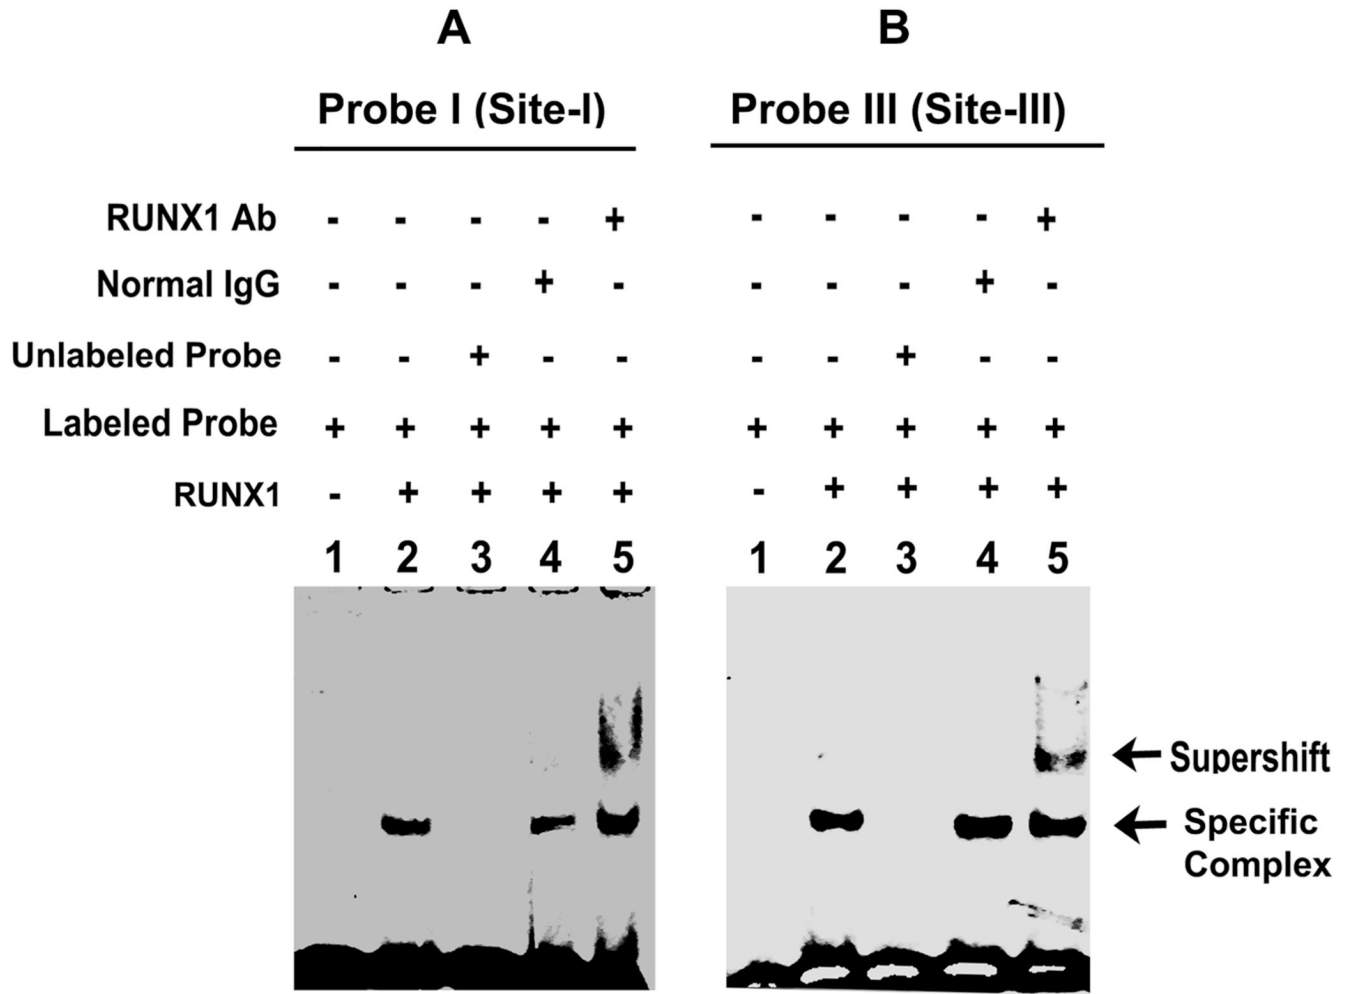 A B
Probe I (Site-I) Probe III (Site-III)
RUNX1 Ab - - - - + - - - - +
Normal IgG - - - + - - - - + -
Unlabeled Probe - - + - - - - + - -
Labeled Probe + + + + + + + + + +
RUNX1 - + + + + - + + + +
1 2 3 4 5 1 2 3 4 5
Supershift
Specific
Complex